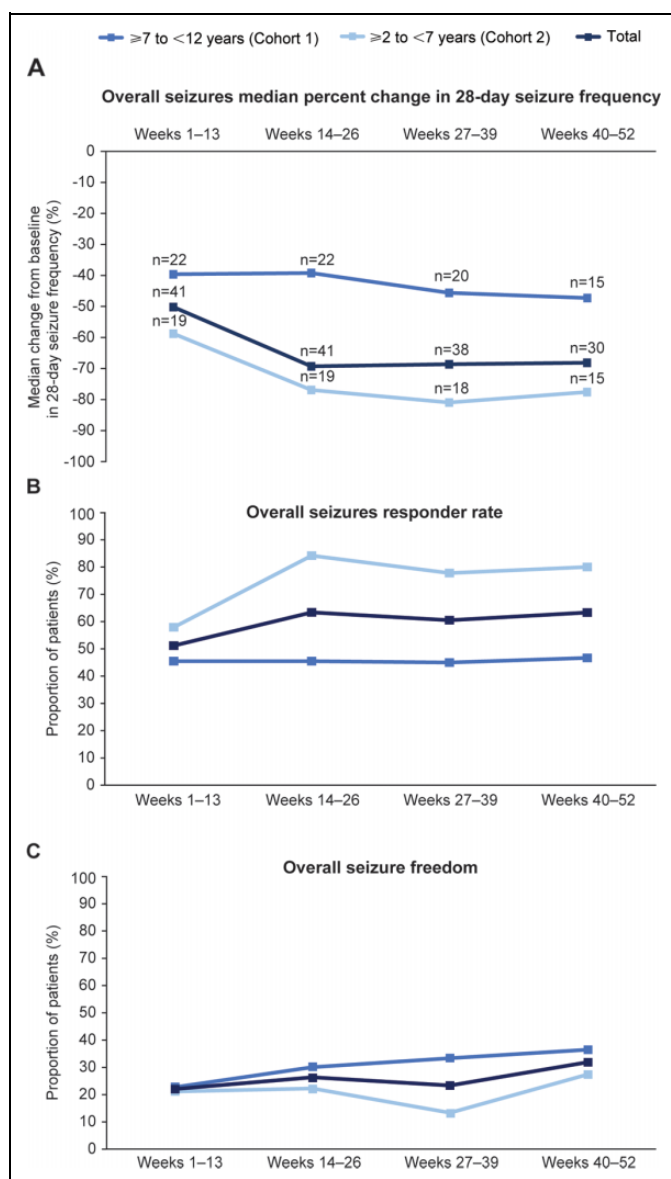 ⩾7 to <12 years (Cohort 1) ⩾2 to <7 years (Cohort 2) Total
A
Overall seizures median percent change in 28-day seizure frequency
Weeks 1–13 Weeks 14–26 Weeks 27–39 Weeks 40–52
Median change from baseline
in 28-day seizure frequency (%)
0
-10
-20
-30
-40
-50
-60
-70
-80
-90
-100
n=22 n=22 n=20 n=15
n=41 n=41 n=38 n=30
n=19 n=19 n=18 n=15
B
Overall seizures responder rate
Proportion of patients (%)
100
90
80
70
60
50
40
30
20
10
0
Weeks 1–13 Weeks 14–26 Weeks 27–39 Weeks 40–52
C
Overall seizure freedom
Proportion of patients (%)
100
90
80
70
60
50
40
30
20
10
0
Weeks 1–13 Weeks 14–26 Weeks 27–39 Weeks 40–52